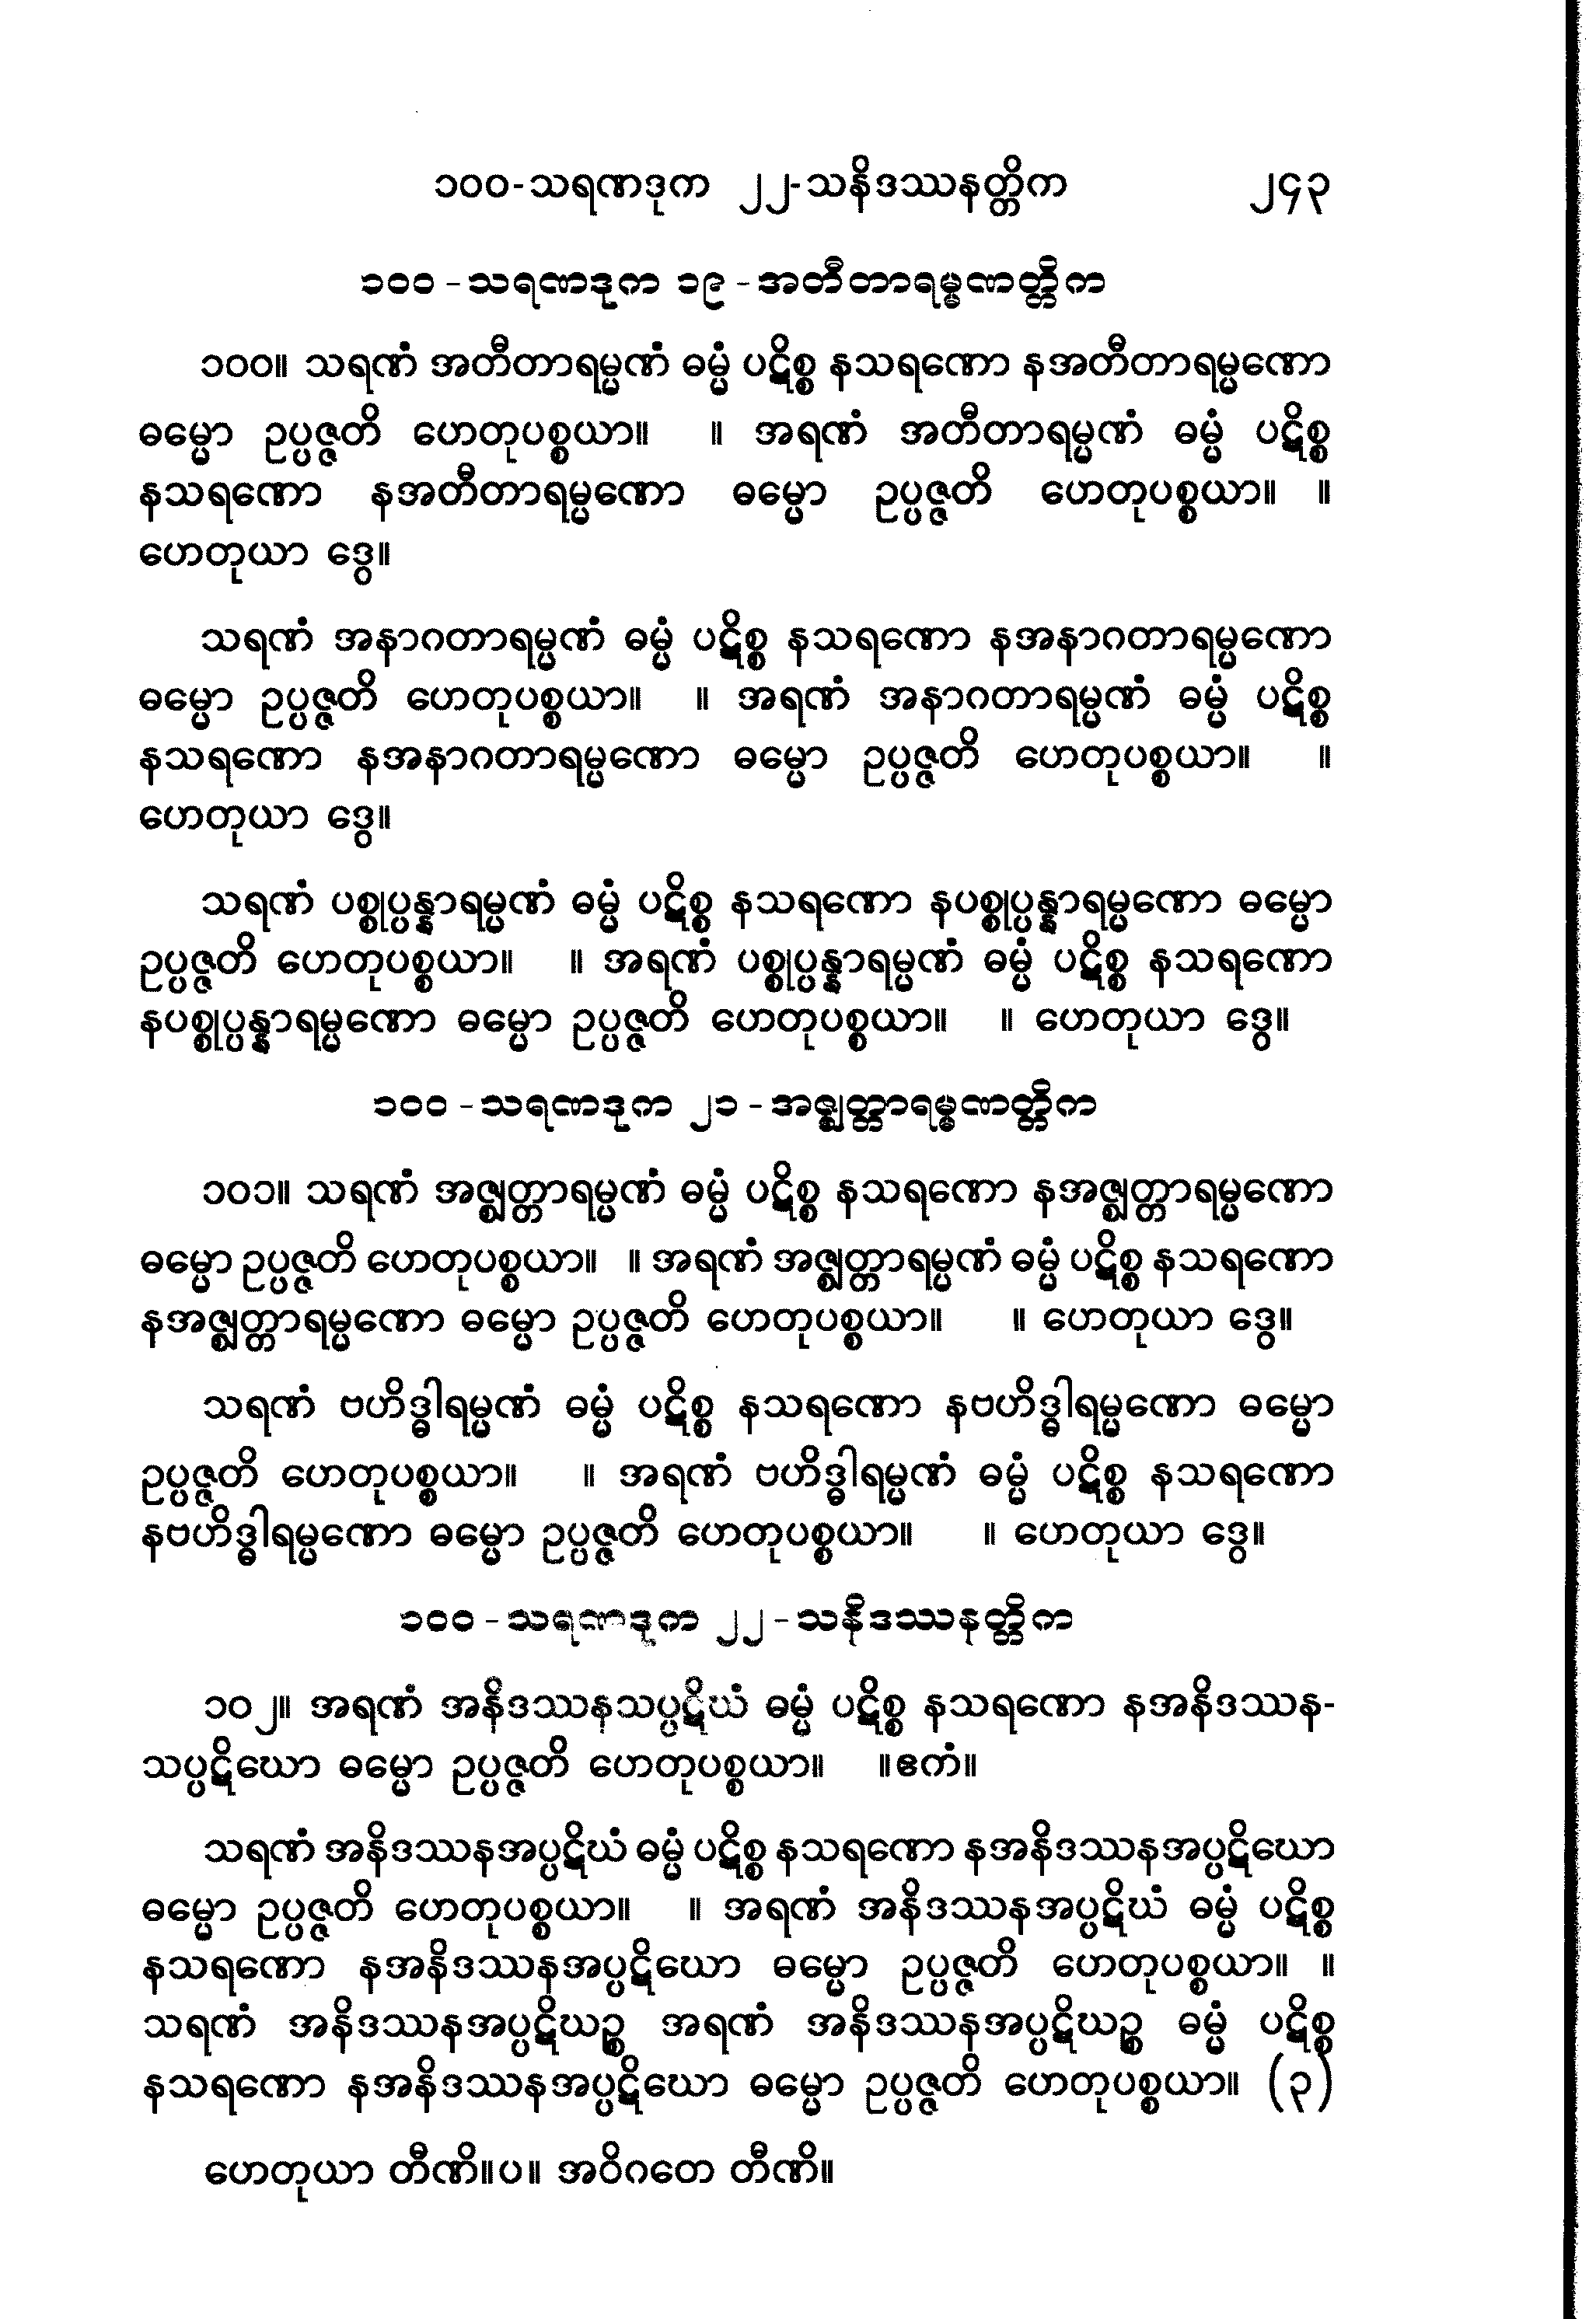 ၁၀၀-သရဏဒုက ၂၂-သနိဒဿနတ္တိက ၂၄၃
၁၀၀-သရဏဒုက ၁၉-အတီတာရမ္မဏတ္တိက
၁၀၀။ သရဏံ အတီတာရမ္မဏံ ဓမ္မံ ပဋိစ္စ နသရဏော နအတီတာရမ္မဏော
ဓမ္မော ဥပ္ပဇ္ဇတိ ဟေတုပစ္စယာ။ ။ အရဏံ အတီတာရမ္မဏံ ဓမ္မံ ပဋိစ္စ
နသရဏော နအတီတာရမ္မဏော ဓမ္မော ဥပ္ပဇ္ဇတိ ဟေတုပစ္စယာ။ ။
ဟေတုယာ ဒွေ။
သရဏံ အနာဂတာရမ္မဏံ ဓမ္မံ ပဋိစ္စ နသရဏော နအနာဂတာရမ္မဏော
ဓမ္မော ဥပ္ပဇ္ဇတိ ဟေတုပစ္စယာ။ ။ အရဏံ အနာဂတာရမ္မဏံ ဓမ္မံ ပဋိစ္စ
နသရဏော နအနာဂတာရမ္မဏော ဓမ္မော ဥပ္ပဇ္ဇတိ ဟေတုပစ္စယာ။ ။
ဟေတုယာ ဒွေ။
သရဏံ ပစ္စုပ္ပန္နာရမ္မဏံ ဓမ္မံ ပဋိစ္စ နသရဏော နပစ္စုပ္ပန္နာရမ္မဏော ဓမ္မော
ဥပ္ပဇ္ဇတိ ဟေတုပစ္စယာ။ ။ အရဏံ ပစ္စုပ္ပန္နာရမ္မဏံ ဓမ္မံ ပဋိစ္စ နသရဏော
နပစ္စုပ္ပန္နာရမ္မဏော ဓမ္မော ဥပ္ပဇ္ဇတိ ဟေတုပစ္စယာ။ ။ ဟေတုယာ ဒွေ။
၁၀၀-သရဏဒုက ၂၁-အဇ္ဈတ္တာရမ္မဏတ္တိက
၁၀၁။ သရဏံ အဇ္ဈတ္တာရမ္မဏံ ဓမ္မံ ပဋိစ္စ နသရဏော နအဇ္ဈတ္တာရမ္မဏော
ဓမ္မော ဥပ္ပဇ္ဇတိ ဟေတုပစ္စယာ။ ။ အရဏံ အဇ္ဈတ္တာရမ္မဏံ ဓမ္မံ ပဋိစ္စ နသရဏော
နအဇ္ဈတ္တာရမ္မဏော ဓမ္မော ဥပ္ပဇ္ဇတိ ဟေတုပစ္စယာ။ ။ ဟေတုယာ ဒွေ။
သရဏံ ဗဟိဒ္ဓါရမ္မဏံ ဓမ္မံ ပဋိစ္စ နသရဏော နဗဟိဒ္ဓါရမ္မဏော ဓမ္မော
ဥပ္ပဇ္ဇတိ ဟေတုပစ္စယာ။ ။ အရဏံ ဗဟိဒ္ဓါရမ္မဏံ ဓမ္မံ ပဋိစ္စ နသရဏော
နဗဟိဒ္ဓါရမ္မဏော ဓမ္မော ဥပ္ပဇ္ဇတိ ဟေတုပစ္စယာ။ ။ ဟေတုယာ ဒွေ။
၁၀၀-သရဏဒုက ၂၂-သနိဒဿနတ္တိက
၁၀၂။ အရဏံ အနိဒဿနသပ္ပဋိဃံ ဓမ္မံ ပဋိစ္စ နသရဏော နအနိဒဿန-
သပ္ပဋိဃော ဓမ္မော ဥပ္ပဇ္ဇတိ ဟေတုပစ္စယာ။ ။ဧကံ။
သရဏံ အနိဒဿနအပ္ပဋိဃံ ဓမ္မံ ပဋိစ္စ နသရဏော နအနိဒဿနအပ္ပဋိဃော
ဓမ္မော ဥပ္ပဇ္ဇတိ ဟေတုပစ္စယာ။ ။ အရဏံ အနိဒဿနအပ္ပဋိဃံ ဓမ္မံ ပဋိစ္စ
နသရဏော နအနိဒဿနအပ္ပဋိဃော ဓမ္မော ဥပ္ပဇ္ဇတိ ဟေတုပစ္စယာ။ ။
သရဏံ အနိဒဿနအပ္ပဋိဃဉ္စ အရဏံ အနိဒဿနအပ္ပဋိဃဉ္စ ဓမ္မံ ပဋိစ္စ
နသရဏော နအနိဒဿနအပ္ပဋိဃော ဓမ္မော ဥပ္ပဇ္ဇတိ ဟေတုပစ္စယာ။ (၃)
ဟေတုယာ တီဏိ။ပ။ အဝိဂတေ တီဏိ။